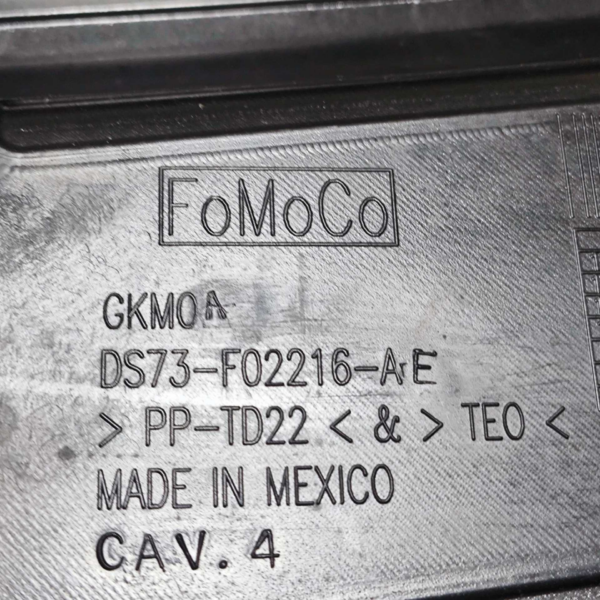 FoMoCo
GKM0A
DS73-F02216-AE
> PP-TD22 < & > TEO <
MADE IN MEXICO
CAV. 4